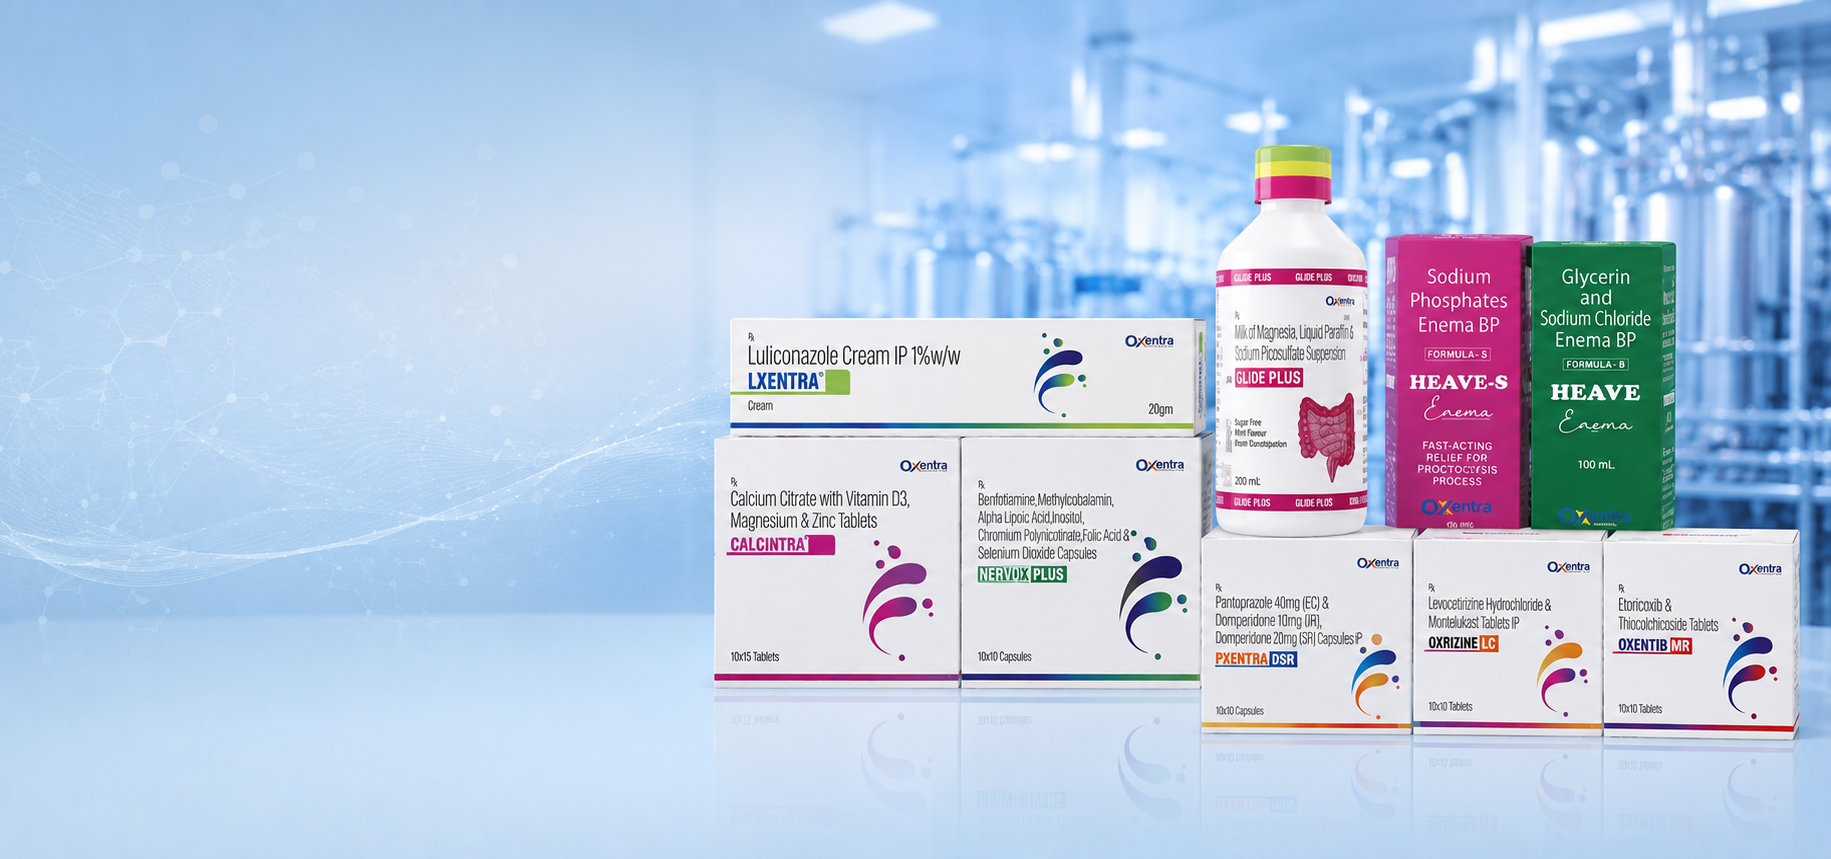 Rx
Luliconazole Cream IP 1%w/w
LXENTRA
Cream
20gm
Oxentra
Oxentra
Rx
Calcium Citrate with Vitamin D3,
Magnesium & Zinc Tablets
CALCINTRA
10x15 Tablets
Oxentra
Rx
Benfotiamine,Methylcobalamin,
Alpha Lipoic Acid,Inositol,
Chromium Polynicotinate,Folic Acid &
Selenium Dioxide Capsules
NERVOX PLUS
10x10 Capsules
GLIDE PLUS GLIDE PLUS
Oxentra
Rx
Milk of Magnesia, Liquid Paraffin &
Sodium Picosulfate Suspension
GLIDE PLUS
Sugar Free
Mint Flavour
200 mL
GLIDE PLUS GLIDE PLUS
Sodium
Phosphates
Enema BP
FORMULA- S
HEAVE-S
Enema
FAST-ACTING
RELIEF FOR
PROCTOCYSIS
PROCESS
Oxentra
Glycerin
and
Sodium Chloride
Enema BP
FORMULA- B
HEAVE
Enema
100 mL
Oxentra
Oxentra
Rx
Pantoprazole 40mg (EC) &
Domperidone 10mg (IR),
Domperidone 20mg (SR) Capsules IP
PXENTRA DSR
10x10 Capsules
Oxentra
Rx
Levocetirizine Hydrochloride &
Montelukast Tablets IP
OXRIZINE LC
10x10 Tablets
Oxentra
Rx
Etoricoxib &
Thiocolchicoside Tablets
OXENTIB MR
10x10 Tablets